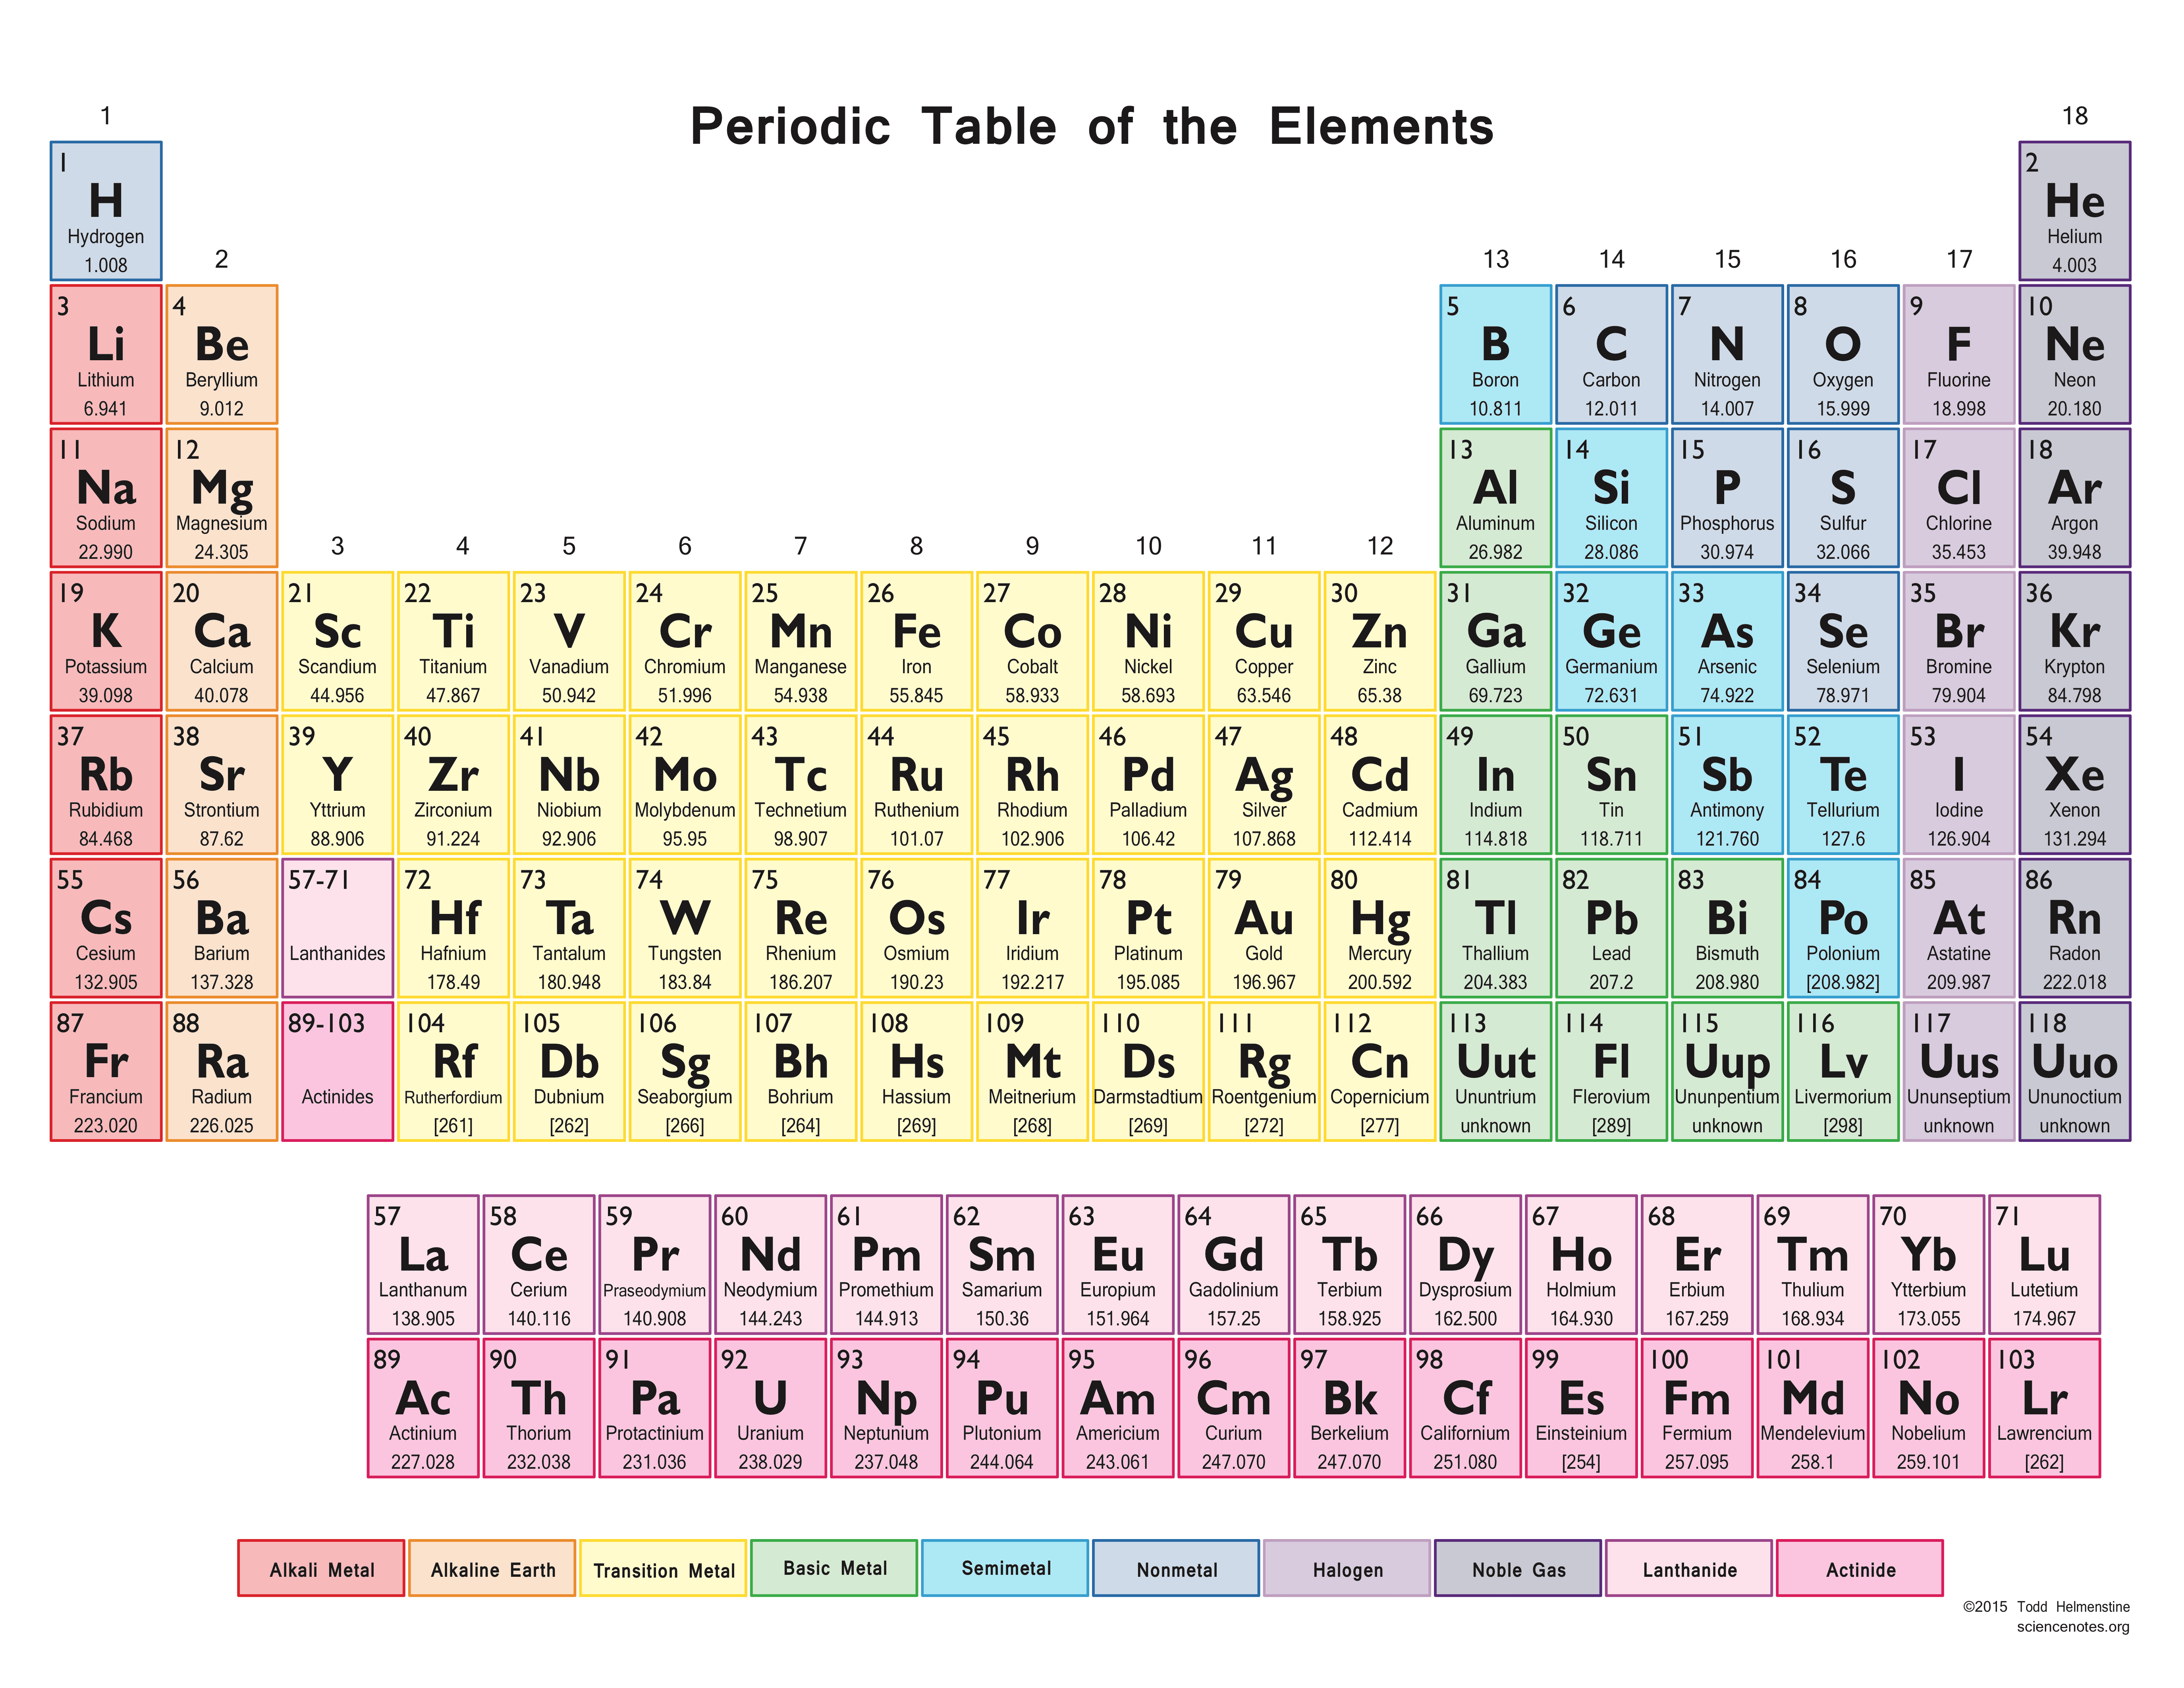 Periodic Table of the Elements
1 18
1 2
H He
Hydrogen Helium
1.008 4.003
2 13 14 15 16 17
3 4 5 6 7 8 9 10
Li Be B C N O F Ne
Lithium Beryllium Boron Carbon Nitrogen Oxygen Fluorine Neon
6.941 9.012 10.811 12.011 14.007 15.999 18.998 20.180
11 12 13 14 15 16 17 18
Na Mg Al Si P S Cl Ar
Sodium Magnesium Aluminum Silicon Phosphorus Sulfur Chlorine Argon
22.990 24.305 26.982 28.086 30.974 32.066 35.453 39.948
3 4 5 6 7 8 9 10 11 12
19 20 21 22 23 24 25 26 27 28 29 30 31 32 33 34 35 36
K Ca Sc Ti V Cr Mn Fe Co Ni Cu Zn Ga Ge As Se Br Kr
Potassium Calcium Scandium Titanium Vanadium Chromium Manganese Iron Cobalt Nickel Copper Zinc Gallium Germanium Arsenic Selenium Bromine Krypton
39.098 40.078 44.956 47.867 50.942 51.996 54.938 55.845 58.933 58.693 63.546 65.38 69.723 72.631 74.922 78.971 79.904 84.798
37 38 39 40 41 42 43 44 45 46 47 48 49 50 51 52 53 54
Rb Sr Y Zr Nb Mo Tc Ru Rh Pd Ag Cd In Sn Sb Te I Xe
Rubidium Strontium Yttrium Zirconium Niobium Molybdenum Technetium Ruthenium Rhodium Palladium Silver Cadmium Indium Tin Antimony Tellurium Iodine Xenon
84.468 87.62 88.906 91.224 92.906 95.95 98.907 101.07 102.906 106.42 107.868 112.414 114.818 118.711 121.760 127.6 126.904 131.294
55 56 57-71 72 73 74 75 76 77 78 79 80 81 82 83 84 85 86
Cs Ba Hf Ta W Re Os Ir Pt Au Hg Tl Pb Bi Po At Rn
Cesium Barium Lanthanides Hafnium Tantalum Tungsten Rhenium Osmium Iridium Platinum Gold Mercury Thallium Lead Bismuth Polonium Astatine Radon
132.905 137.328 178.49 180.948 183.84 186.207 190.23 192.217 195.085 196.967 200.592 204.383 207.2 208.980 [208.982] 209.987 222.018
87 88 89-103 104 105 106 107 108 109 110 111 112 113 114 115 116 117 118
Fr Ra Rf Db Sg Bh Hs Mt Ds Rg Cn Uut Fl Uup Lv Uus Uuo
Francium Radium Actinides Rutherfordium Dubnium Seaborgium Bohrium Hassium Meitnerium Darmstadtium Roentgenium Copernicium Ununtrium Flerovium Ununpentium Livermorium Ununseptium Ununoctium
223.020 226.025 [261] [262] [266] [264] [269] [268] [269] [272] [277] unknown [289] unknown [298] unknown unknown
57 58 59 60 61 62 63 64 65 66 67 68 69 70 71
La Ce Pr Nd Pm Sm Eu Gd Tb Dy Ho Er Tm Yb Lu
Lanthanum Cerium Praseodymium Neodymium Promethium Samarium Europium Gadolinium Terbium Dysprosium Holmium Erbium Thulium Ytterbium Lutetium
138.905 140.116 140.908 144.243 144.913 150.36 151.964 157.25 158.925 162.500 164.930 167.259 168.934 173.055 174.967
89 90 91 92 93 94 95 96 97 98 99 100 101 102 103
Ac Th Pa U Np Pu Am Cm Bk Cf Es Fm Md No Lr
Actinium Thorium Protactinium Uranium Neptunium Plutonium Americium Curium Berkelium Californium Einsteinium Fermium Mendelevium Nobelium Lawrencium
227.028 232.038 231.036 238.029 237.048 244.064 243.061 247.070 247.070 251.080 [254] 257.095 258.1 259.101 [262]
Alkali Metal Alkaline Earth Transition Metal Basic Metal Semimetal Nonmetal Halogen Noble Gas Lanthanide Actinide
©2015 Todd Helmenstine
sciencenotes.org